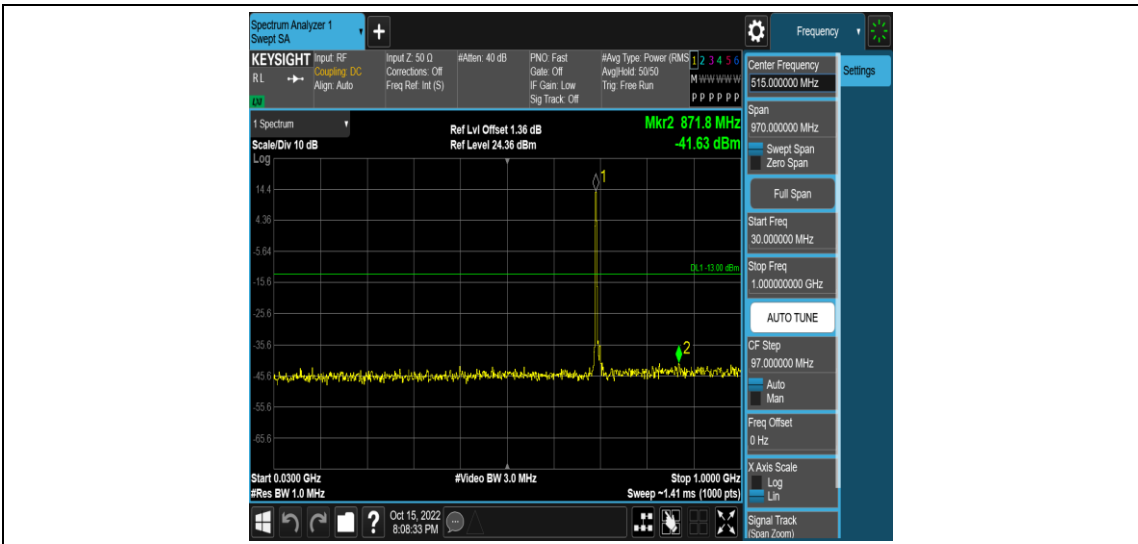 Spectrum Analyzer 1
Swept SA
+
Frequency
KEYSIGHT
RL
LXI
Input: RF
Coupling: DC
Align: Auto
Input Z: 50 Ω
Corrections: Off
Freq Ref: Int (S)
#Atten: 40 dB
PNO: Fast
Gate: Off
IF Gain: Low
Sig Track: Off
#Avg Type: Power (RMS
Avg|Hold: 50/50
Trig: Free Run
1 2 3 4 5 6
M W W W W W
P P P P P P
Center Frequency
515.000000 MHz
Settings
1 Spectrum
Scale/Div 10 dB
Ref Lvl Offset 1.36 dB
Ref Level 24.36 dBm
Mkr2 871.8 MHz
-41.63 dBm
Log
14.4
4.36
-5.64
-15.6
-25.6
-35.6
-45.6
-55.6
-65.6
1
DL1 -13.00 dBm
2
Start 0.0300 GHz
#Res BW 1.0 MHz
#Video BW 3.0 MHz
Stop 1.0000 GHz
Sweep ~1.41 ms (1000 pts)
Span
970.000000 MHz
Swept Span
Zero Span
Full Span
Start Freq
30.000000 MHz
Stop Freq
1.000000000 GHz
AUTO TUNE
CF Step
97.000000 MHz
Auto
Man
Freq Offset
0 Hz
X Axis Scale
Log
Lin
Signal Track
(Span Zoom)
?
Oct 15, 2022
8:08:33 PM